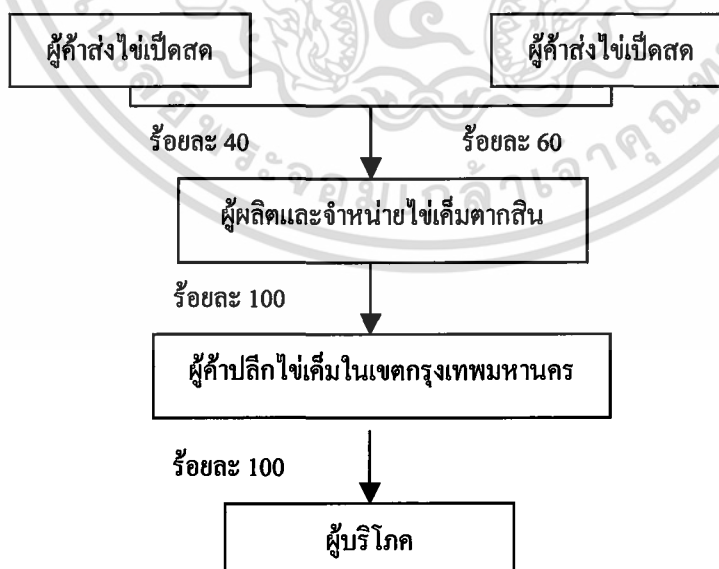 ผู้ค้าส่งไข่เป็ดสด
ผู้ค้าส่งไข่เป็ดสด
ร้อยละ 40
ร้อยละ 60
ผู้ผลิตและจำหน่ายไข่เค็มตากสิน
ร้อยละ 100
ผู้ค้าปลีกไข่เค็มในเขตกรุงเทพมหานคร
ร้อยละ 100
ผู้บริโภค